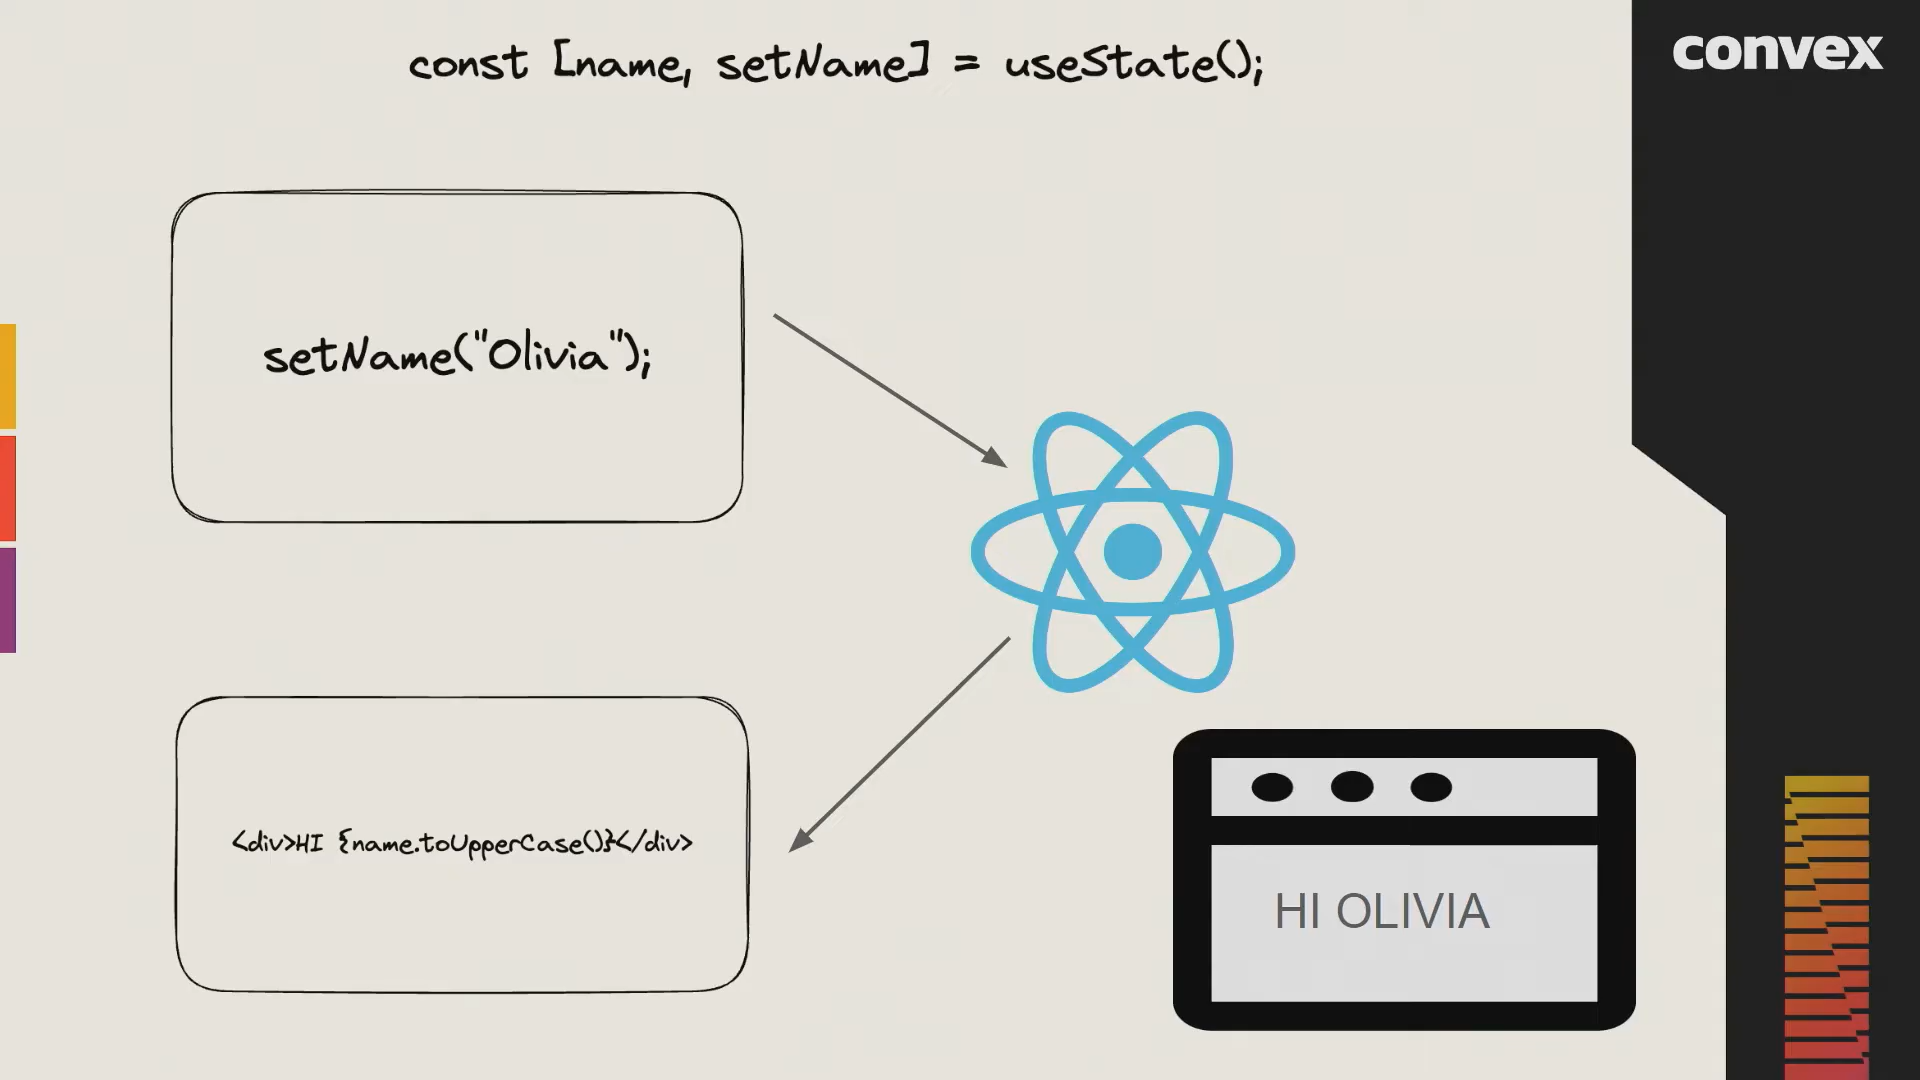 const [name, setName] = useState();
convex
setName("Olivia");
<div>HI {name.toUpperCase()}</div>
HI OLIVIA